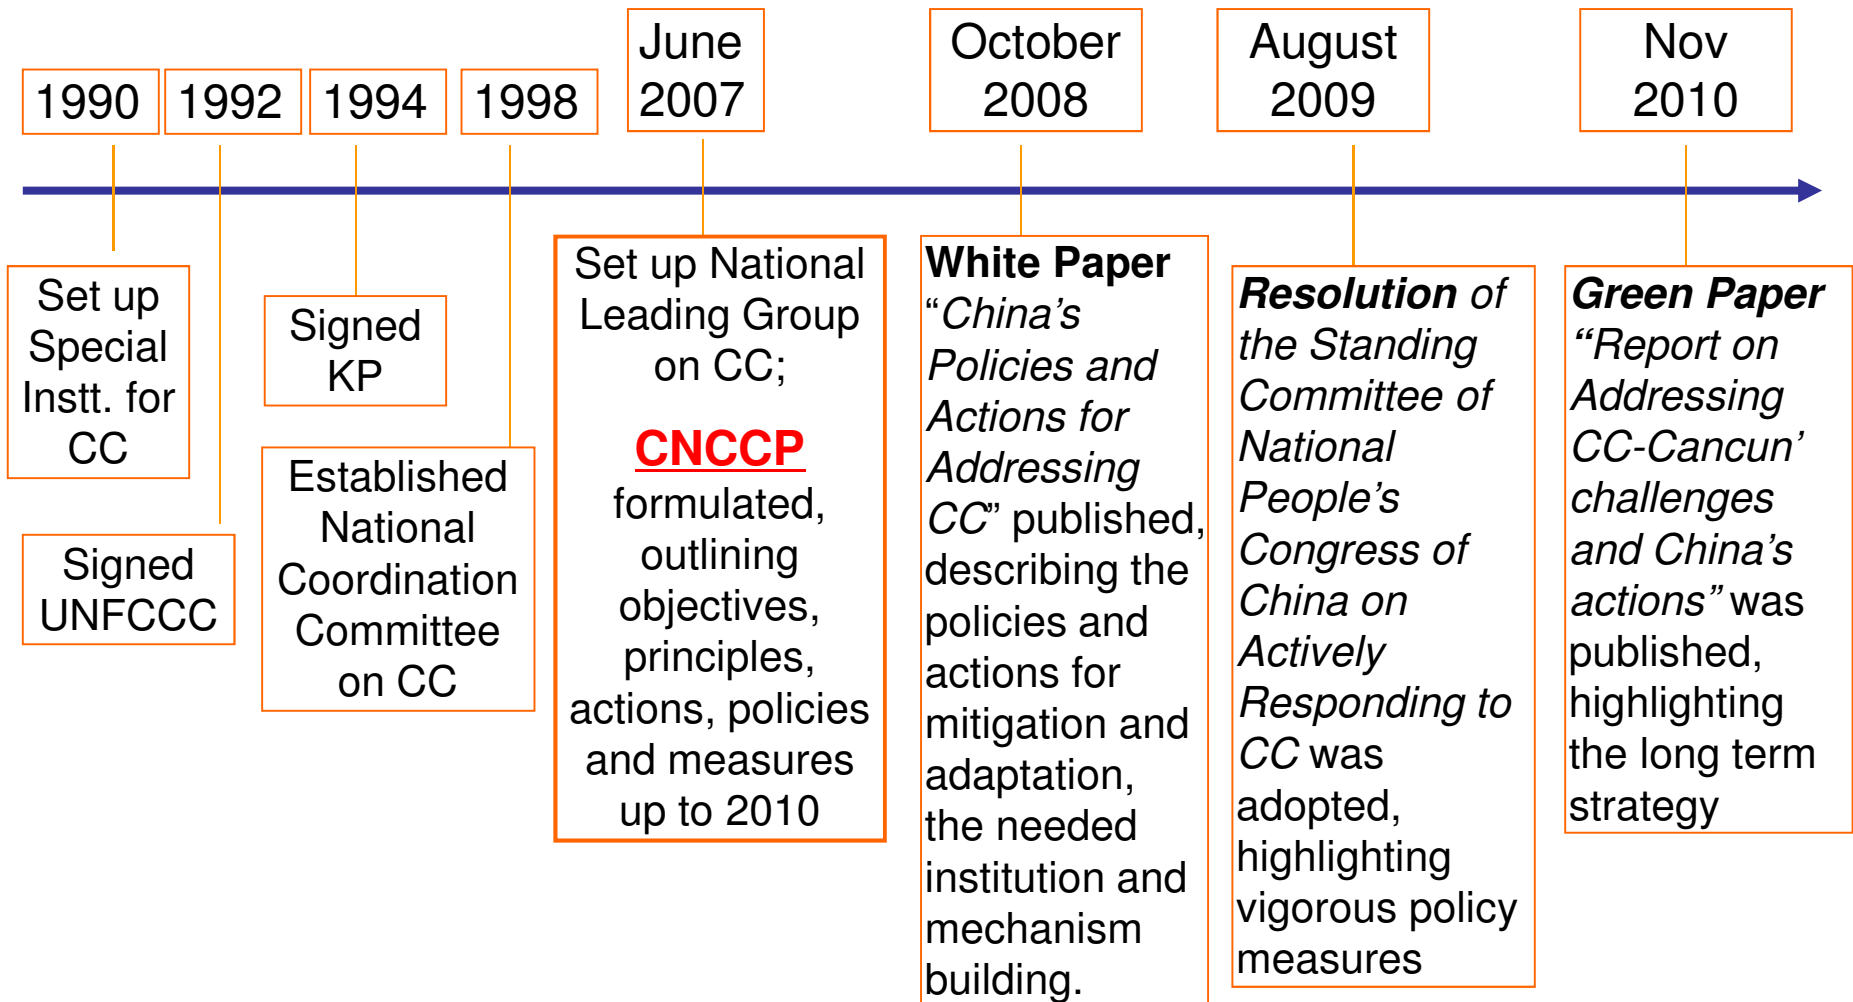 1990
1992
1994
1998
June
2007
October
2008
August
2009
Nov
2010
Set up
Special
Instt. for
CC
Signed
UNFCCC
Signed
KP
Established
National
Coordination
Committee
on CC
Set up National
Leading Group
on CC;
CNCCP
formulated,
outlining
objectives,
principles,
actions, policies
and measures
up to 2010
White Paper
“China’s
Policies and
Actions for
Addressing
CC” published,
describing the
policies and
actions for
mitigation and
adaptation,
the needed
institution and
mechanism
building.
Resolution of
the Standing
Committee of
National
People’s
Congress of
China on
Actively
Responding to
CC was
adopted,
highlighting
vigorous policy
measures
Green Paper
“Report on
Addressing
CC-Cancun’
challenges
and China’s
actions” was
published,
highlighting
the long term
strategy